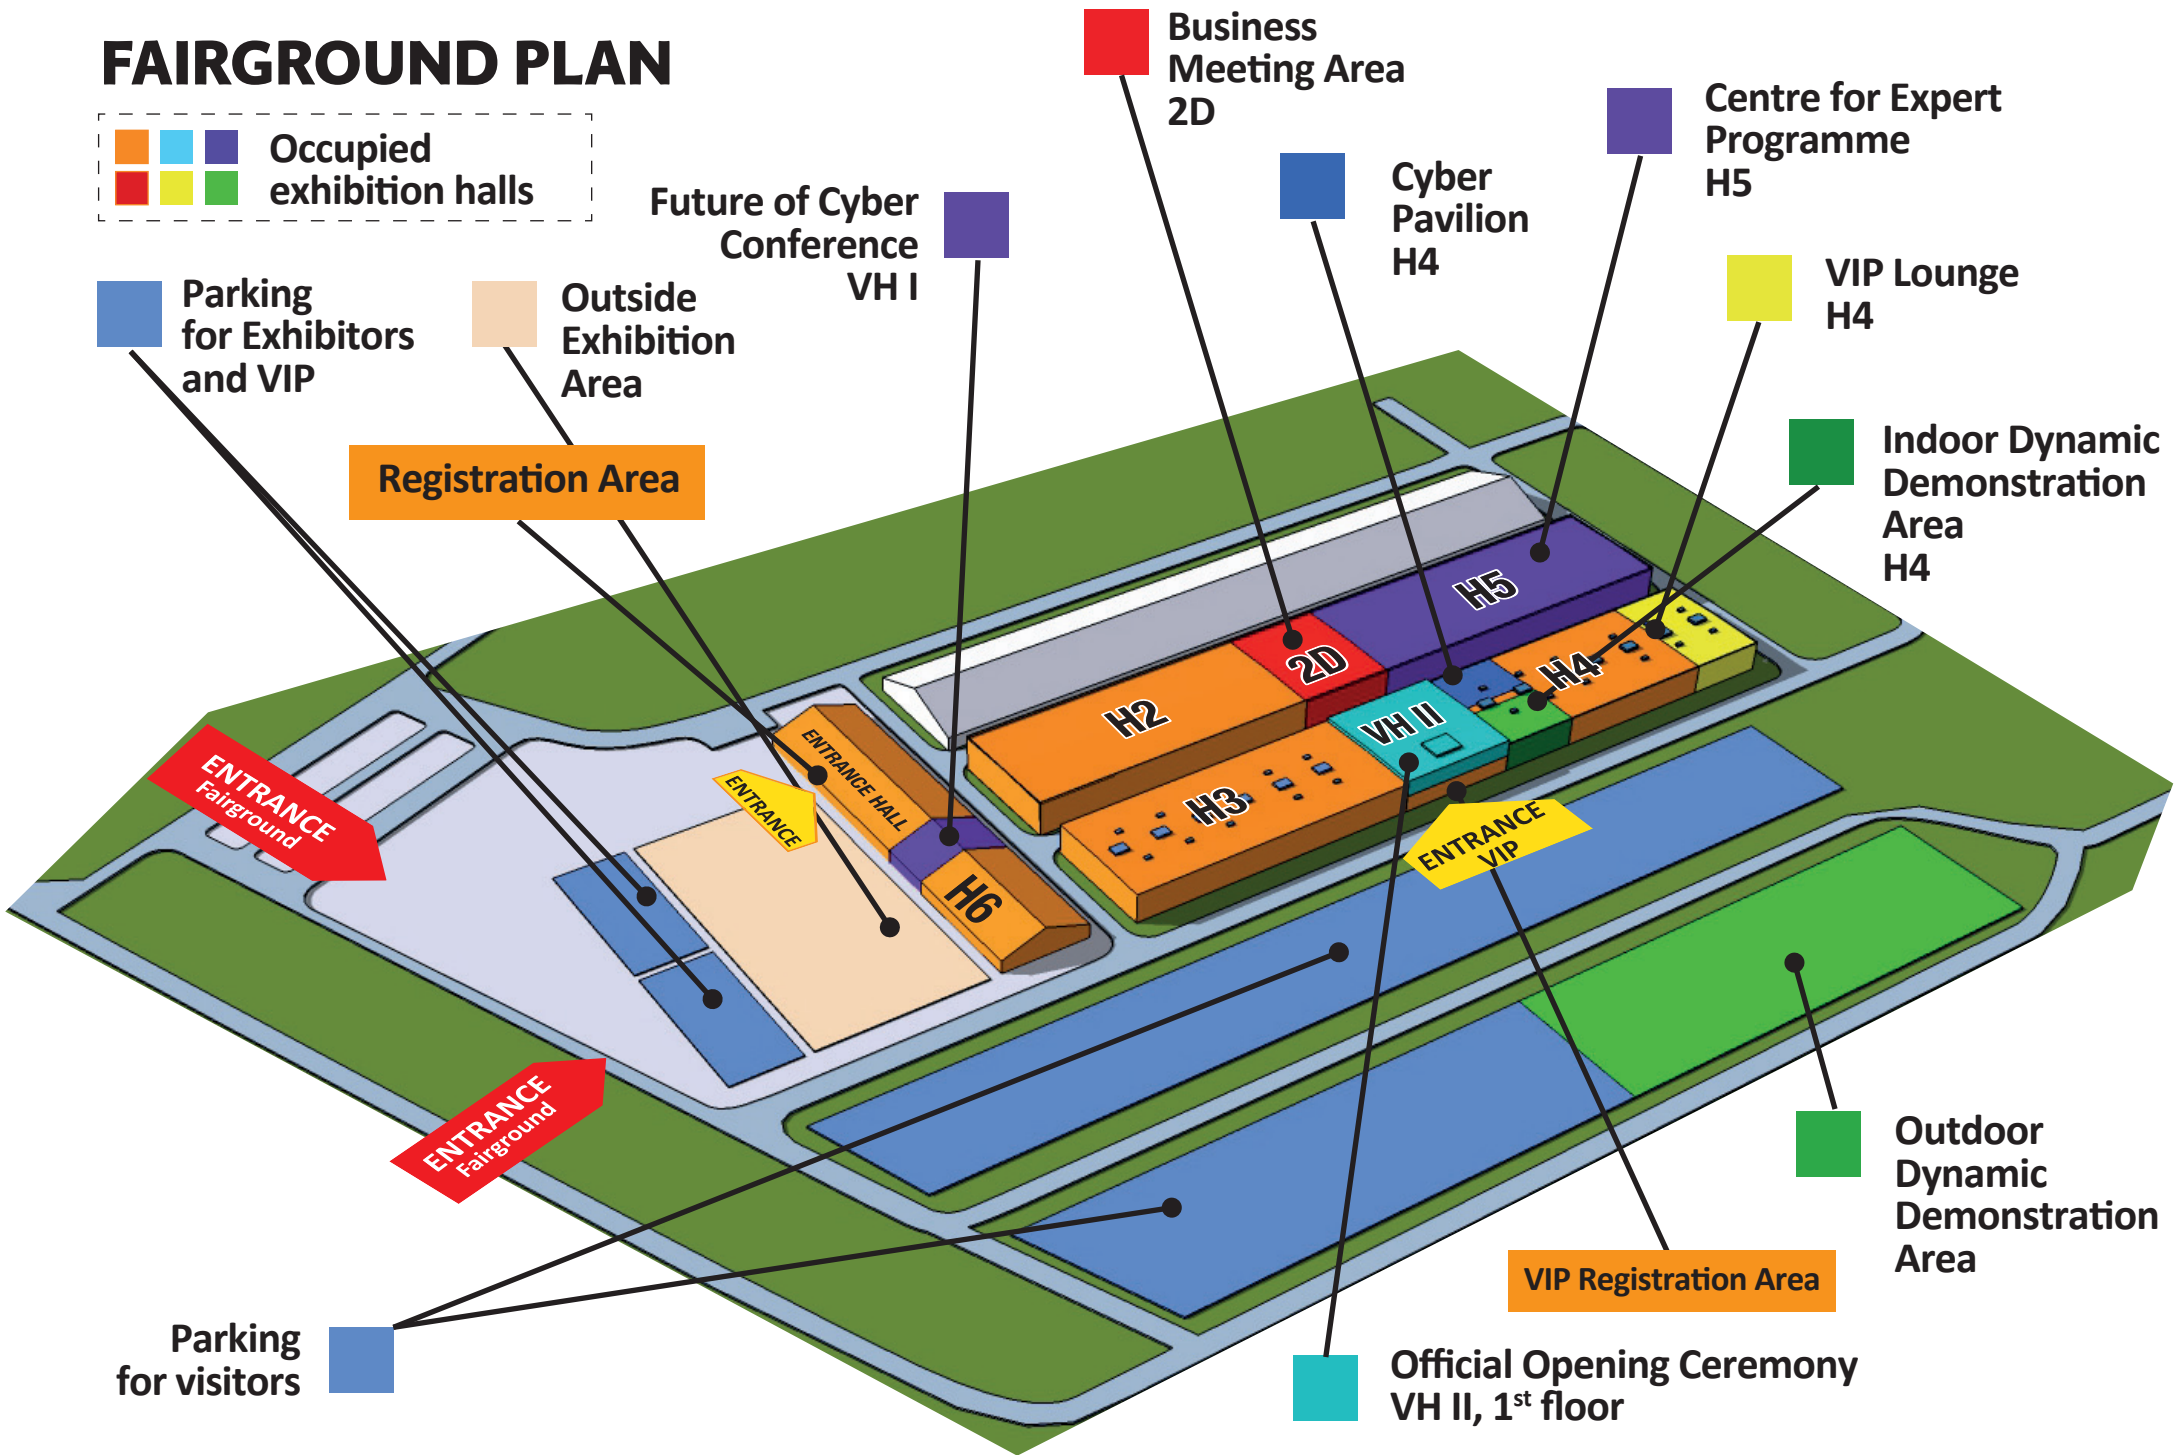 FAIRGROUND PLAN
Occupied
exhibition halls
Business
Meeting Area
2D
Centre for Expert
Programme
H5
Cyber
Pavilion
H4
Future of Cyber
Conference
VH I
VIP Lounge
H4
Parking
for Exhibitors
and VIP
Outside
Exhibition
Area
Registration Area
Indoor Dynamic
Demonstration
Area
H4
H5
2D
H4
H2
VH II
H3
ENTRANCE HALL
H6
ENTRANCE
ENTRANCE
Fairground
ENTRANCE
VIP
ENTRANCE
Fairground
Outdoor
Dynamic
Demonstration
Area
VIP Registration Area
Parking
for visitors
Official Opening Ceremony
VH II, 1st floor